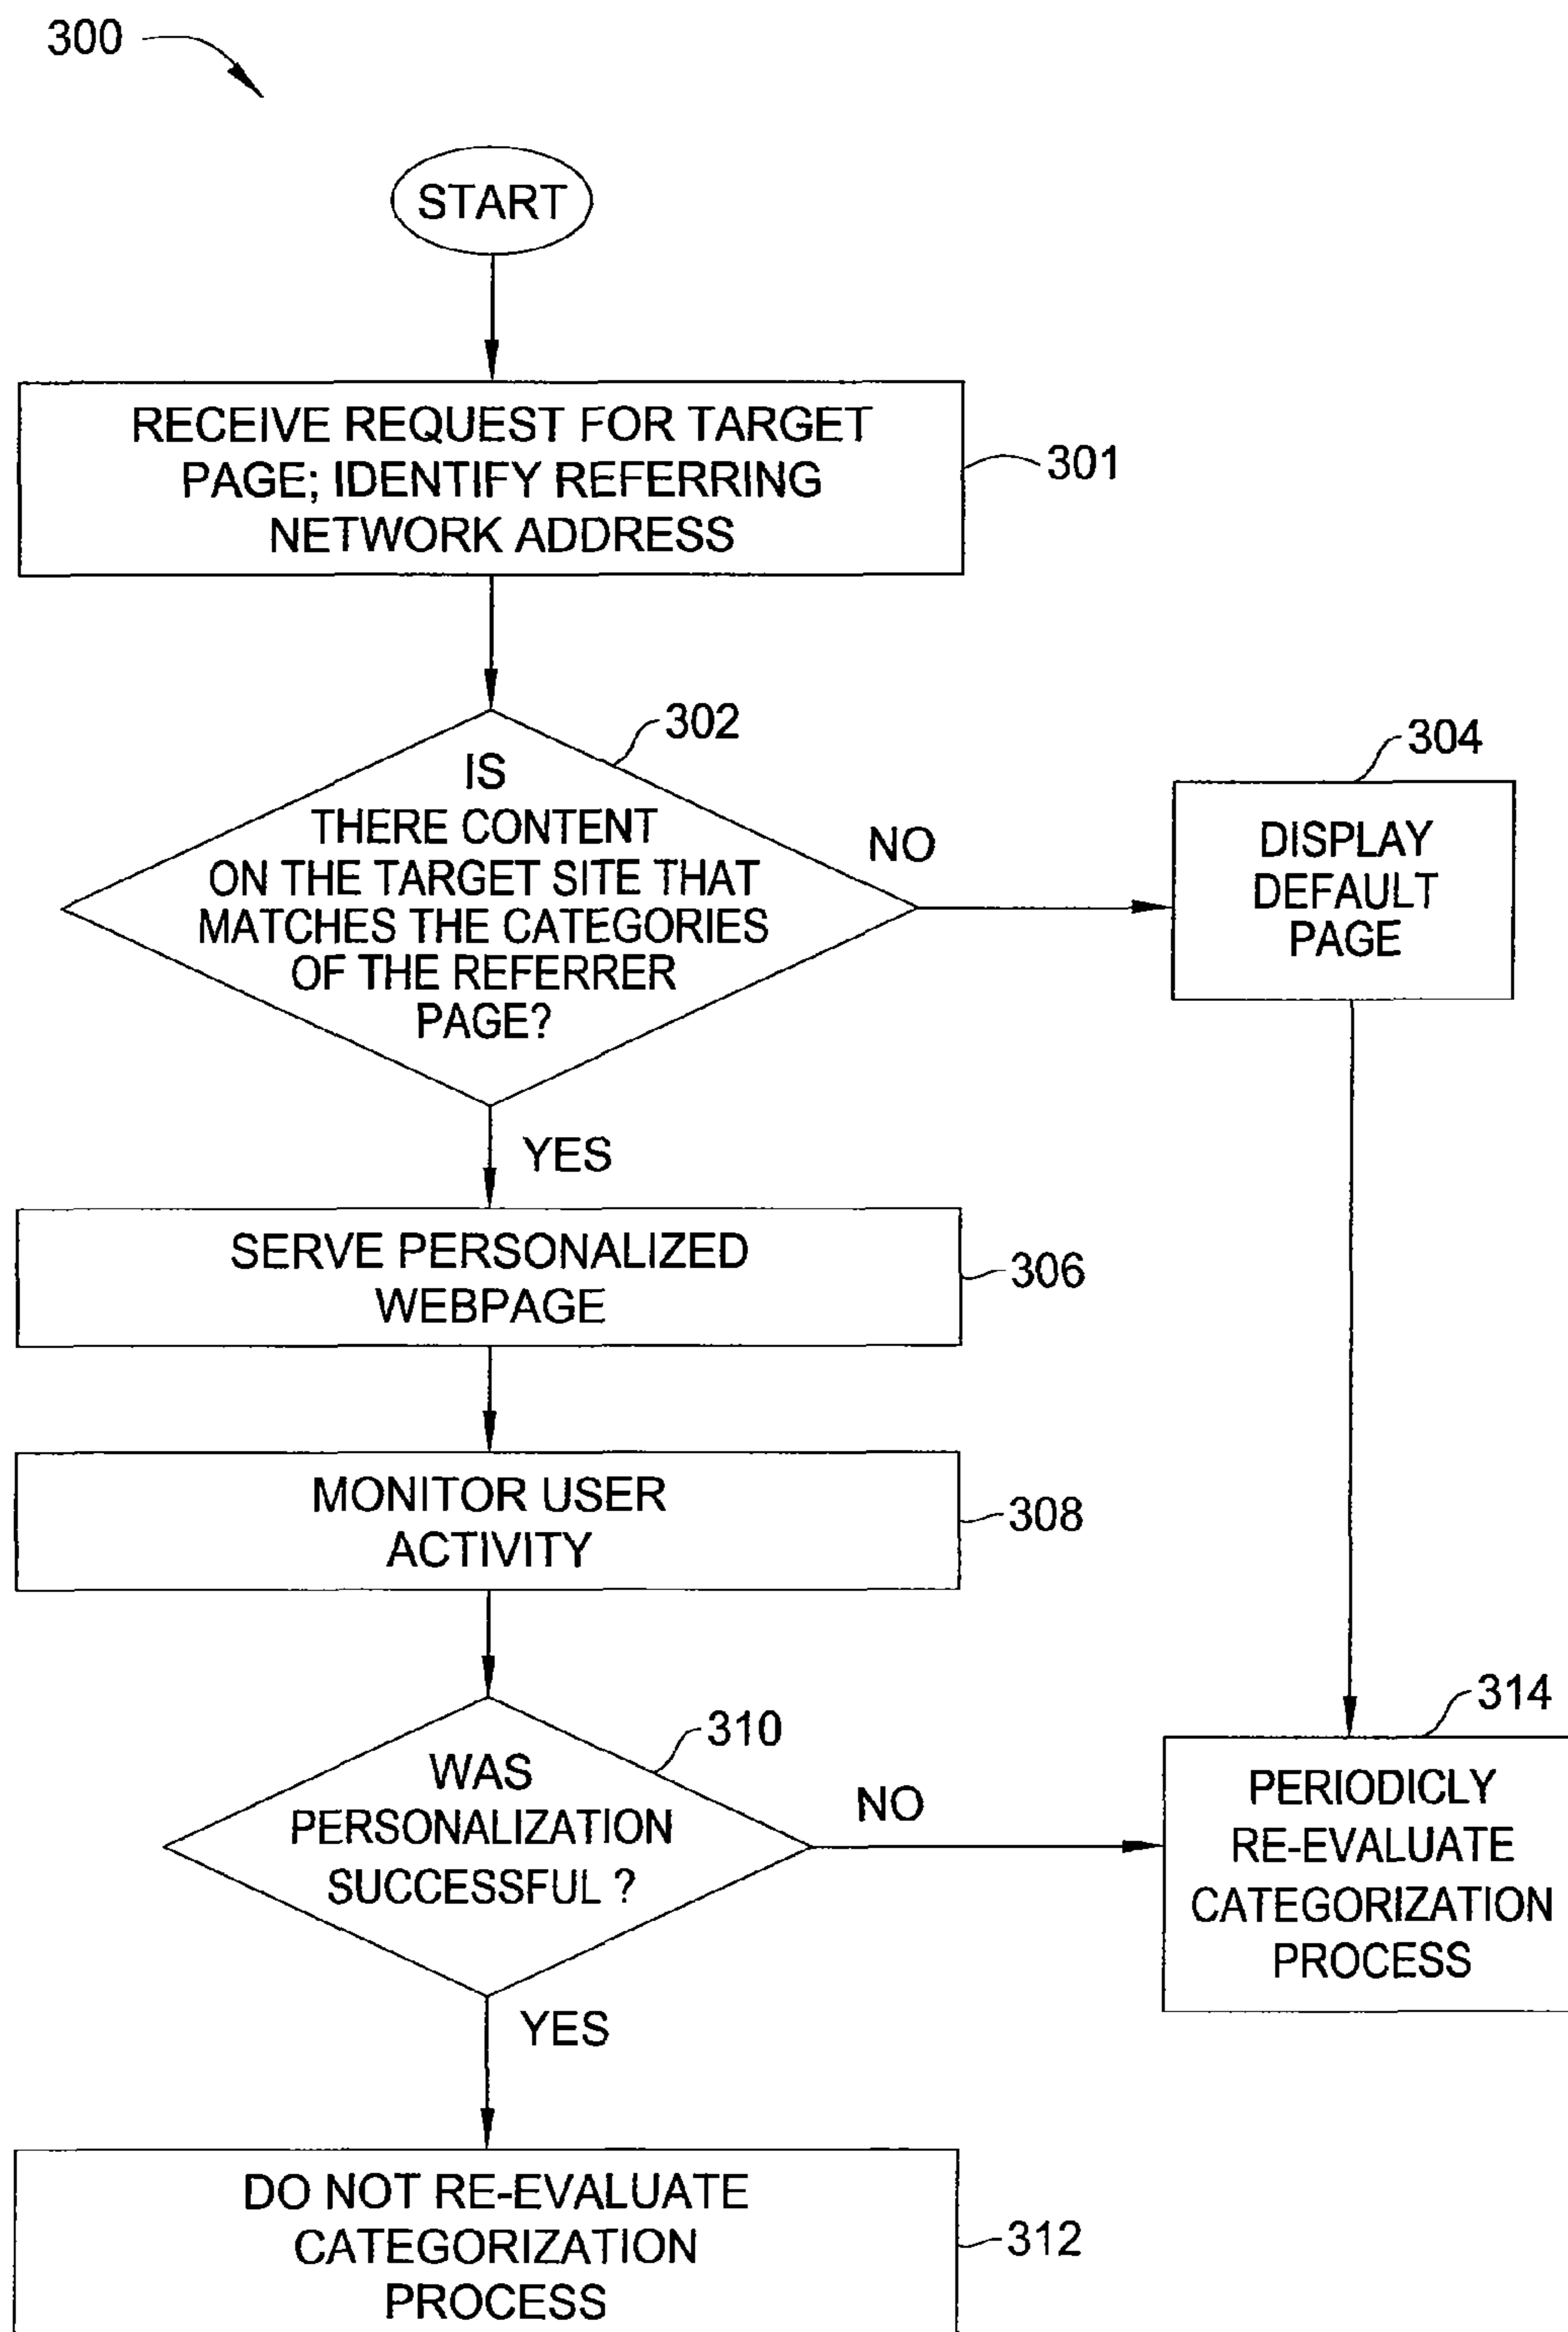 300
START
RECEIVE REQUEST FOR TARGET
PAGE; IDENTIFY REFERRING
NETWORK ADDRESS
301
302
IS
THERE CONTENT
ON THE TARGET SITE THAT
MATCHES THE CATEGORIES
OF THE REFERRER
PAGE?
NO
304
DISPLAY
DEFAULT
PAGE
YES
SERVE PERSONALIZED
WEBPAGE
306
MONITOR USER
ACTIVITY
308
310
WAS
PERSONALIZATION
SUCCESSFUL ?
NO
314
PERIODICLY
RE-EVALUATE
CATEGORIZATION
PROCESS
YES
DO NOT RE-EVALUATE
CATEGORIZATION
PROCESS
312